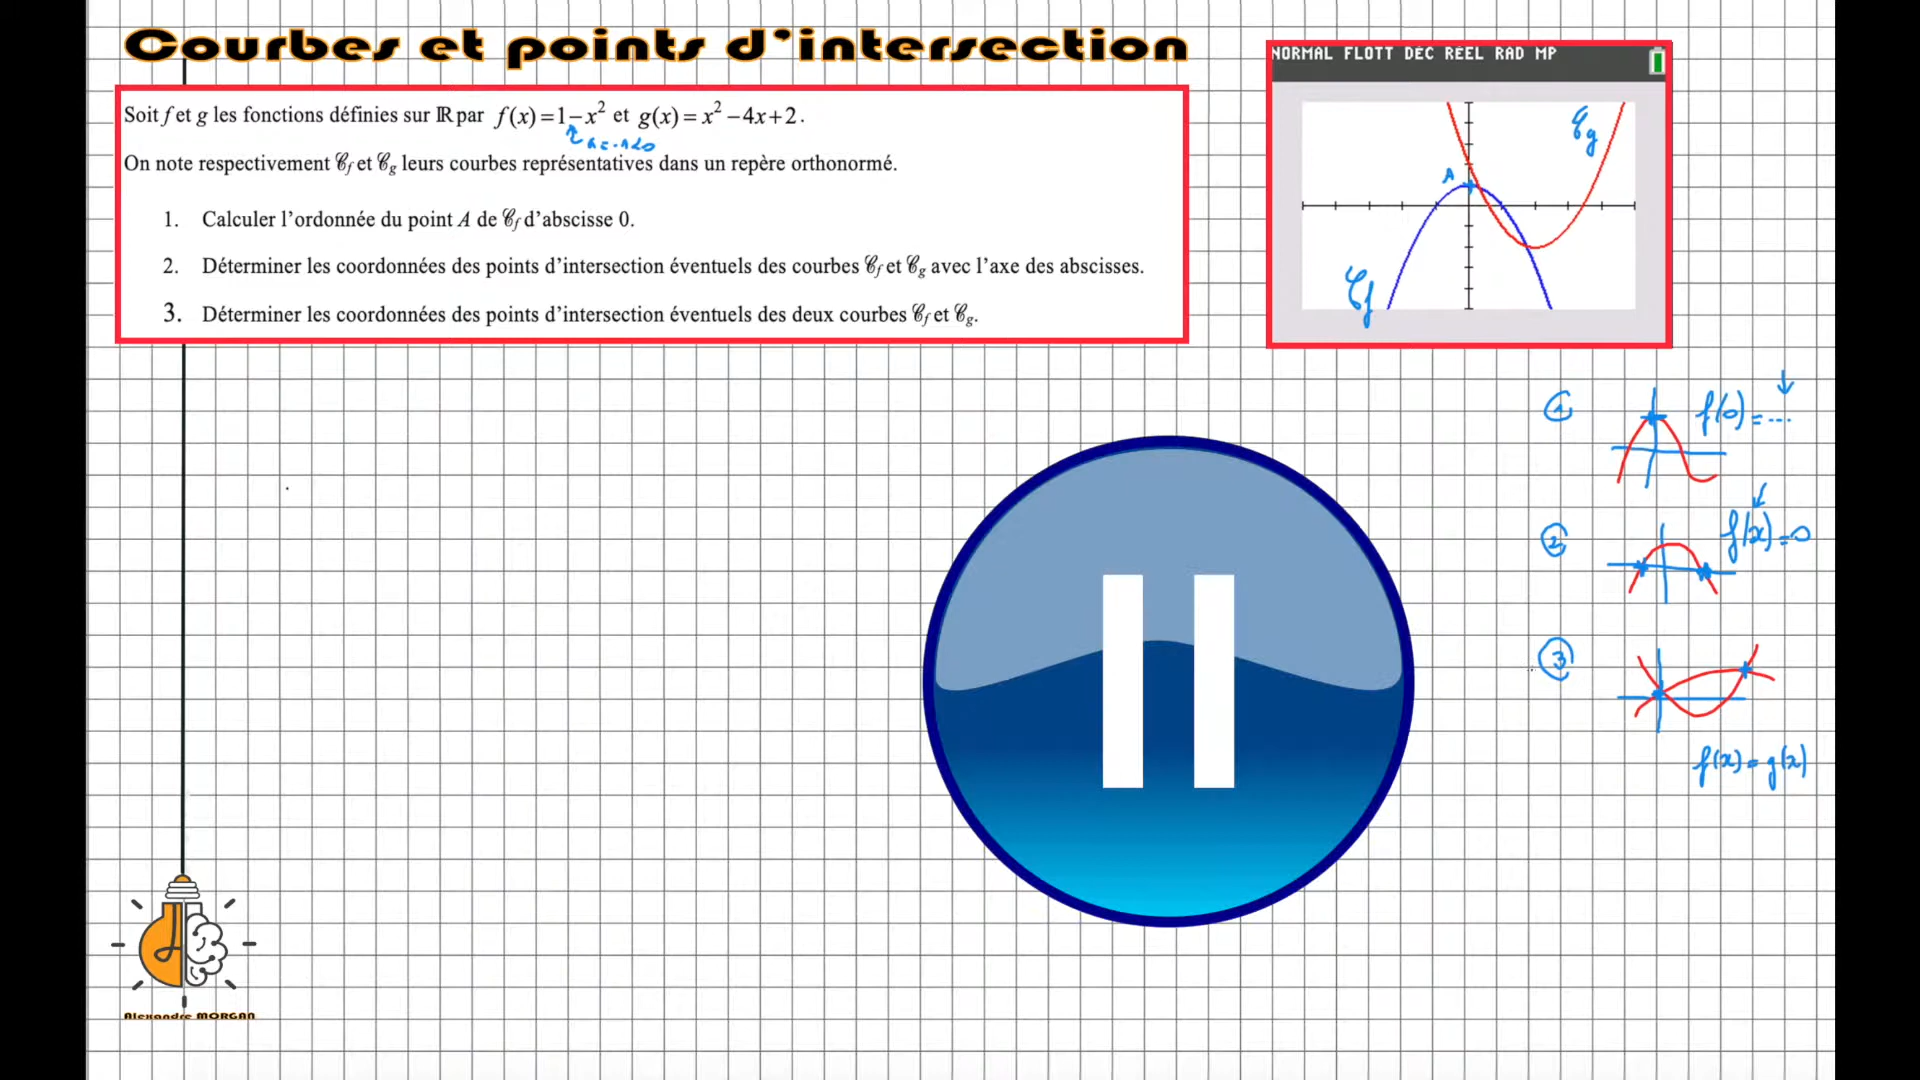 Courbes et points d'intersection
Soit f et g les fonctions définies sur ℝ par f(x)=1−x² et g(x)=x²−4x+2.
a=-1<0
On note respectivement 𝒞f et 𝒞g leurs courbes représentatives dans un repère orthonormé.
1. Calculer l'ordonnée du point A de 𝒞f d'abscisse 0.
2. Déterminer les coordonnées des points d'intersection éventuels des courbes 𝒞f et 𝒞g avec l'axe des abscisses.
3. Déterminer les coordonnées des points d'intersection éventuels des deux courbes 𝒞f et 𝒞g.
NORMAL FLOTT DÉC RÉEL RAD MP
𝒞g
A
𝒞f
1 f(0)=...
2 f(x)=0
3
f(x)=g(x)
Alexandre MORGAN